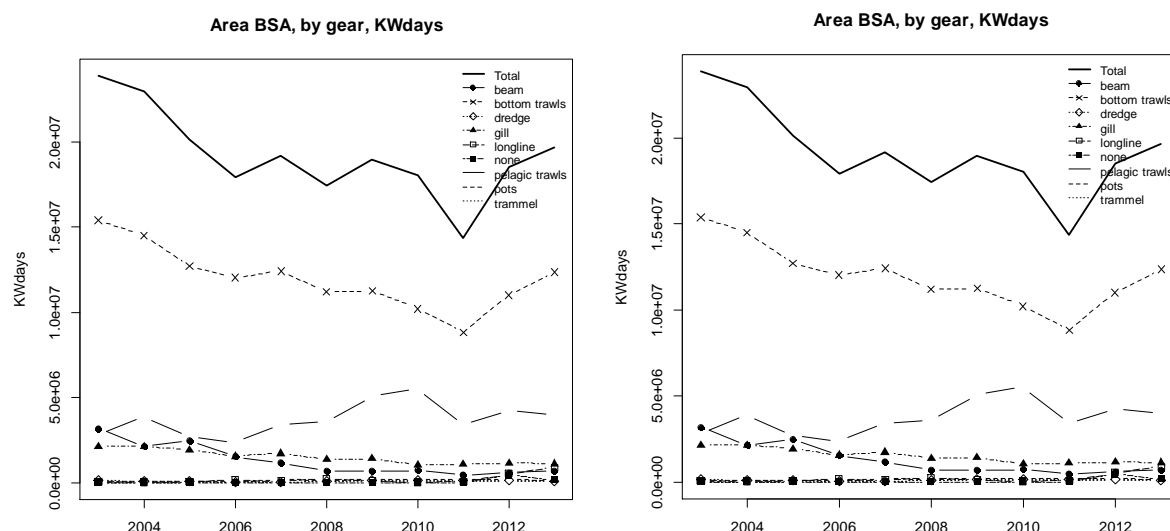 Area BSA, by gear, KWdays
Total
beam
bottom trawls
dredge
gill
longline
none
pelagic trawls
pots
trammel
KWdays
0.0e+00
5.0e+06
1.0e+07
1.5e+07
2.0e+07
2004
2006
2008
2010
2012
Area BSA, by gear, KWdays
Total
beam
bottom trawls
dredge
gill
longline
none
pelagic trawls
pots
trammel
KWdays
0.0e+00
5.0e+06
1.0e+07
1.5e+07
2.0e+07
2004
2006
2008
2010
2012